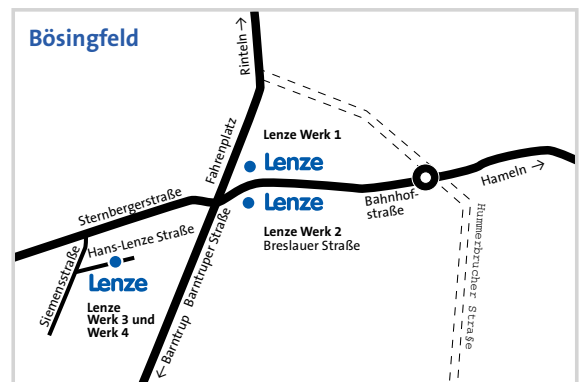 Bösingfeld
Rinteln →
Fahrenplatz
Lenze Werk 1
Lenze
Hameln →
Bahnhof-
straße
Sternbergerstraße
Lenze
Lenze Werk 2
Breslauer Straße
Hummerbrucher Straße
Hans-Lenze Straße
Siemensstraße
Lenze
Lenze
Werk 3 und
Werk 4
← Barntrup
Barntruper Straße